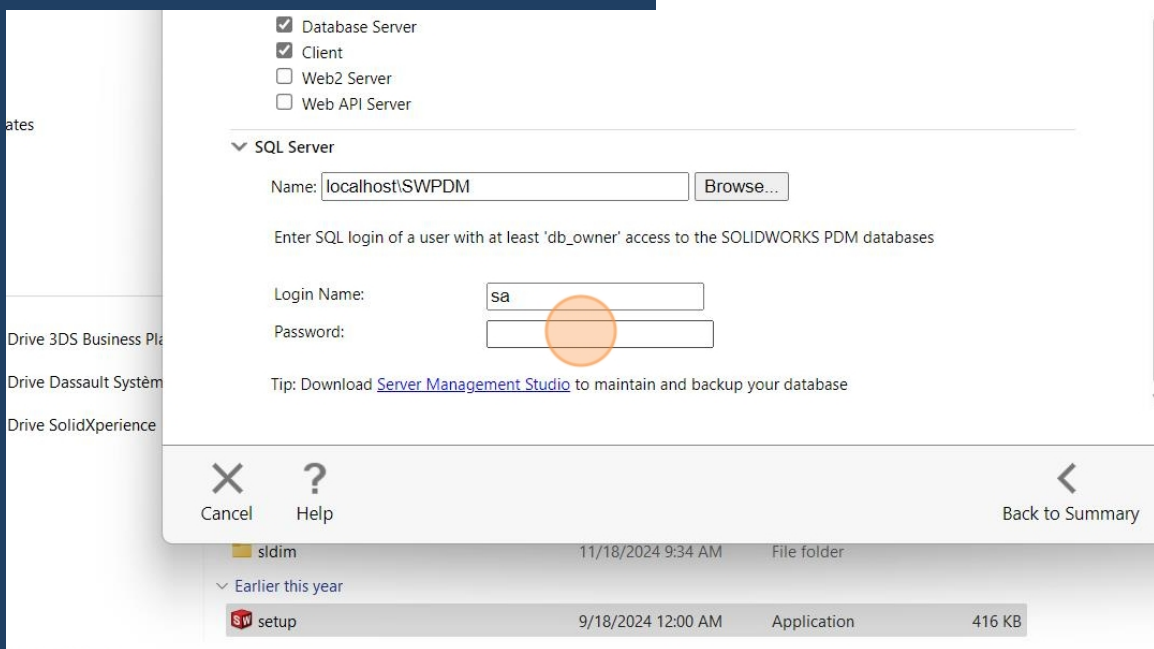 Database Server
Client
Web2 Server
Web API Server
ates
SQL Server
Name: localhost\SWPDM Browse...
Enter SQL login of a user with at least 'db_owner' access to the SOLIDWORKS PDM databases
Login Name: sa
Password:
Drive 3DS Business Pla
Drive Dassault Systèm
Tip: Download Server Management Studio to maintain and backup your database
Drive SolidXperience
Cancel Help Back to Summary
sldim 11/18/2024 9:34 AM File folder
Earlier this year
SW setup 9/18/2024 12:00 AM Application 416 KB